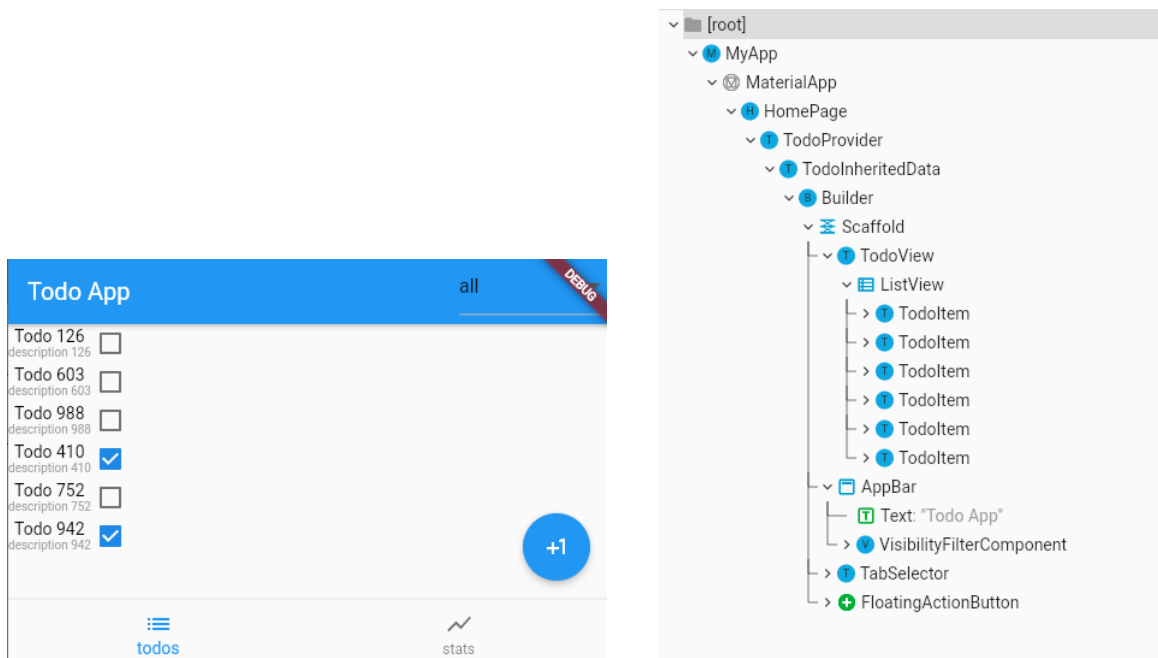 Todo App
all
DEBUG
Todo 126
description 126
Todo 603
description 603
Todo 988
description 988
Todo 410
description 410
Todo 752
description 752
Todo 942
description 942
+1
todos
stats
[root]
M MyApp
MaterialApp
H HomePage
T TodoProvider
T TodoInheritedData
B Builder
Scaffold
T TodoView
ListView
T TodoItem
T TodoItem
T TodoItem
T TodoItem
T TodoItem
T TodoItem
AppBar
T Text: "Todo App"
V VisibilityFilterComponent
T TabSelector
FloatingActionButton